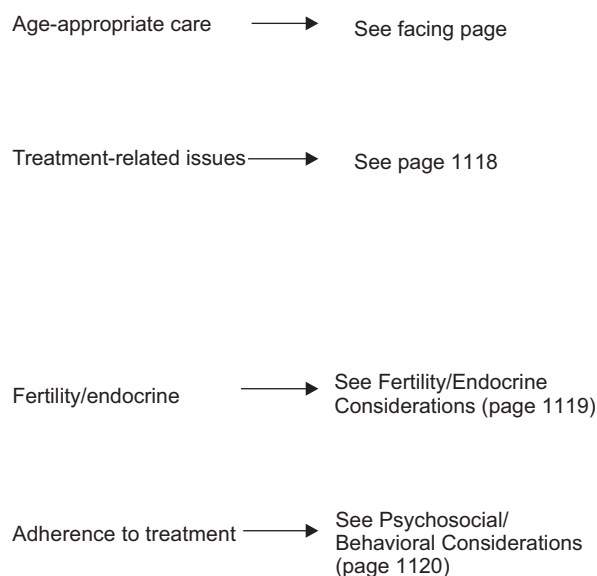 Age-appropriate care
See facing page
Treatment-related issues
See page 1118
Fertility/endocrine
See Fertility/Endocrine
Considerations (page 1119)
Adherence to treatment
See Psychosocial/
Behavioral Considerations
(page 1120)